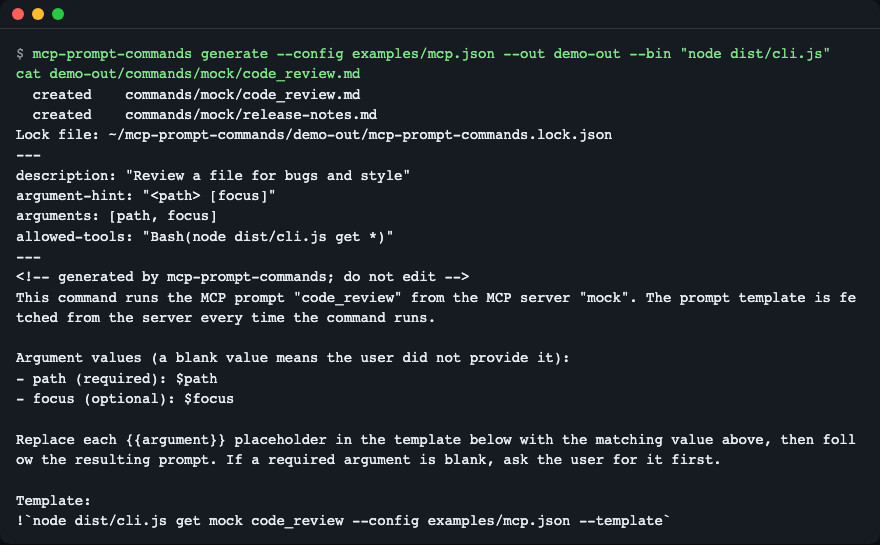 $ mcp-prompt-commands generate --config examples/mcp.json --out demo-out --bin "node dist/cli.js"
cat demo-out/commands/mock/code_review.md
  created    commands/mock/code_review.md
  created    commands/mock/release-notes.md
Lock file: ~/mcp-prompt-commands/demo-out/mcp-prompt-commands.lock.json
---
description: "Review a file for bugs and style"
argument-hint: "<path> [focus]"
arguments: [path, focus]
allowed-tools: "Bash(node dist/cli.js get *)"
---
<!-- generated by mcp-prompt-commands; do not edit -->
This command runs the MCP prompt "code_review" from the MCP server "mock". The prompt template is fe
tched from the server every time the command runs.

Argument values (a blank value means the user did not provide it):
- path (required): $path
- focus (optional): $focus

Replace each {{argument}} placeholder in the template below with the matching value above, then foll
ow the resulting prompt. If a required argument is blank, ask the user for it first.

Template:
!`node dist/cli.js get mock code_review --config examples/mcp.json --template`